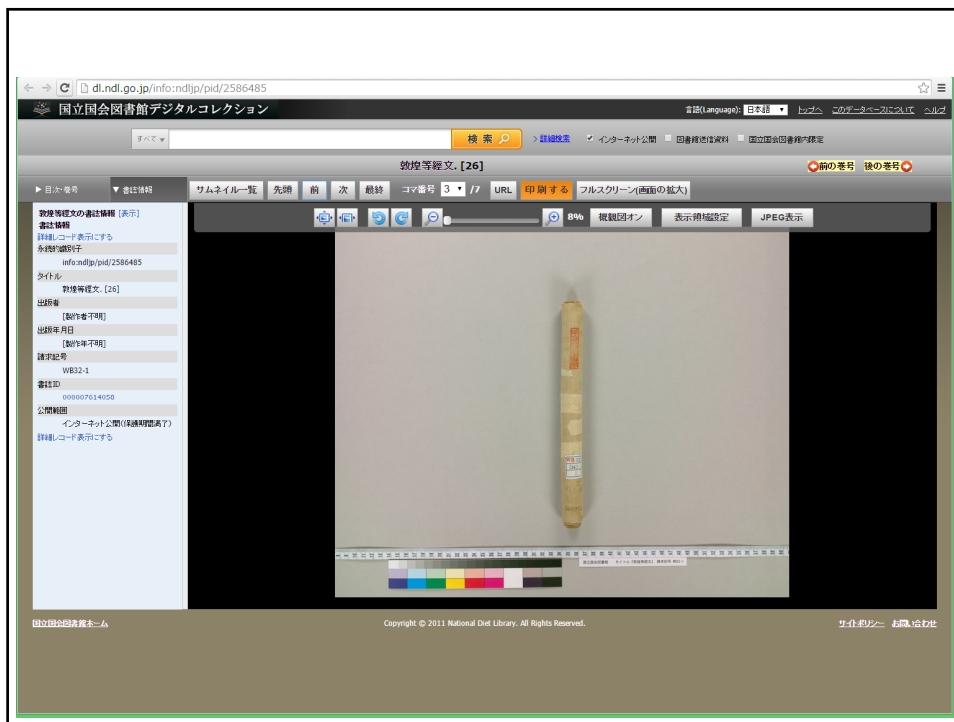 dl.ndl.go.jp/info:ndljp/pid/2586485
国立国会図書館デジタルコレクション
言語(Language): 日本語 トップへ このデータベースについて ヘルプ
すべて 検索 詳細検索 インターネット公開 図書館送信資料 国立国会図書館内限定
敦煌等經文. [26] 前の巻号 後の巻号
目次・巻号 書誌情報 サムネイル一覧 先頭 前 次 最終 コマ番号 3 /7 URL 印刷する フルスクリーン(画面の拡大)
8% 概観図オン 表示領域設定 JPEG表示
敦煌等經文の書誌情報 [表示]
書誌情報
詳細レコード表示にする
永続的識別子
info:ndljp/pid/2586485
タイトル
敦煌等經文. [26]
出版者
[製作者不明]
出版年月日
[製作年不明]
請求記号
WB32-1
書誌ID
000007614058
公開範囲
インターネット公開(保護期間満了)
詳細レコード表示にする
国立国会図書館ホーム Copyright © 2011 National Diet Library. All Rights Reserved. サイトポリシー お問い合わせ